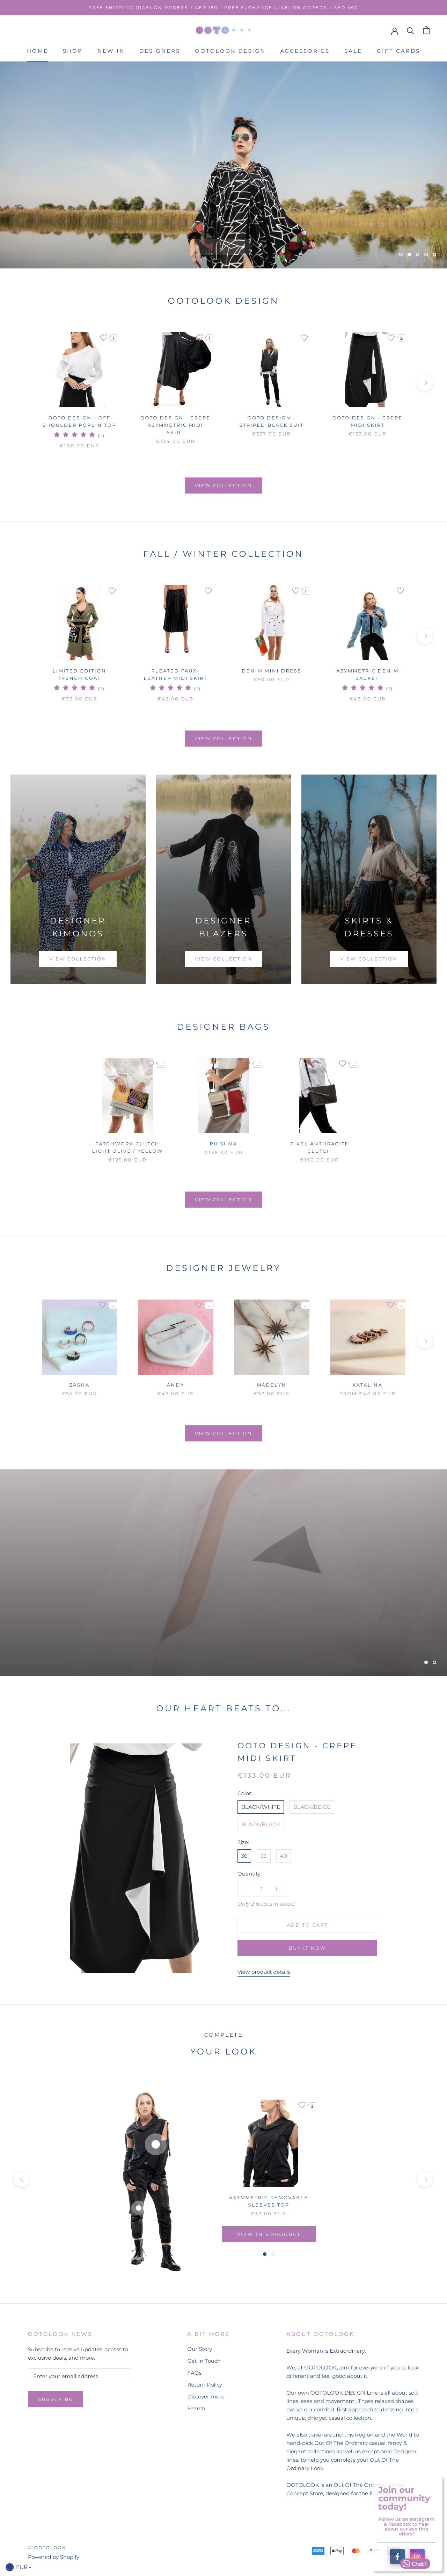 FREE SHIPPING (UAE) ON ORDERS > AED 150 - FREE EXCHANGE (UAE) ON ORDERS > AED 400
OOTO
HOME SHOP NEW IN DESIGNERS OOTOLOOK DESIGN ACCESSORIES SALE GIFT CARDS
OOTOLOOK DESIGN
1
1
3
OOTO DESIGN - OFF
SHOULDER POPLIN TOP
(1)
€100.00 EUR
OOTO DESIGN - CREPE
ASYMMETRIC MIDI
SKIRT
€134.00 EUR
OOTO DESIGN -
STRIPED BLACK SUIT
€337.00 EUR
OOTO DESIGN - CREPE
MIDI SKIRT
€133.00 EUR
VIEW COLLECTION
FALL / WINTER COLLECTION
1
LIMITED EDITION
TRENCH COAT
(1)
€73.00 EUR
PLEATED FAUX-
LEATHER MIDI SKIRT
(1)
€42.00 EUR
DENIM MINI DRESS
€50.00 EUR
ASYMMETRIC DENIM
JACKET
(1)
€48.00 EUR
VIEW COLLECTION
DESIGNER
KIMONOS
VIEW COLLECTION
DESIGNER
BLAZERS
VIEW COLLECTION
SKIRTS &
DRESSES
VIEW COLLECTION
DESIGNER BAGS
PATCHWORK CLUTCH
LIGHT OLIVE / YELLOW
€125.00 EUR
RU.SI.MA
€138.00 EUR
PIXEL ANTHRACITE
CLUTCH
€150.00 EUR
VIEW COLLECTION
DESIGNER JEWELRY
ZASHA
€55.00 EUR
ANDY
€49.00 EUR
MADELYN
€92.00 EUR
KATALINA
FROM €40.00 EUR
VIEW COLLECTION
OUR HEART BEATS TO...
OOTO DESIGN - CREPE
MIDI SKIRT
€133.00 EUR
Color:
BLACK/WHITE BLACK/BEIGE
BLACK/BLACK
Size:
36 38 40
Quantity:
− 1 +
Only 2 pieces in stock!
ADD TO CART
BUY IT NOW
View product details
COMPLETE
YOUR LOOK
2
ASYMMETRIC REMOVABLE
SLEEVES TOP
€37.00 EUR
VIEW THIS PRODUCT
OOTOLOOK NEWS
Subscribe to receive updates, access to
exclusive deals, and more.
Enter your email address
SUBSCRIBE
A BIT MORE
Our Story
Get In Touch
FAQs
Return Policy
Discover more
Search
ABOUT OOTOLOOK
Every Woman is Extraordinary.
We, at OOTOLOOK, aim for everyone of you to look
different and feel good about it.
Our own OOTOLOOK DESIGN Line is all about soft
lines, ease and movement . Those relaxed shapes
evolve our comfort-first approach to dressing into a
unique, chic yet casual collection.
We also travel around this Region and the World to
hand-pick Out Of The Ordinary casual, fancy &
elegant collections as well as exceptional Designer
lines, to help you complete your Out Of The
Ordinary Look.
OOTOLOOK is an Out Of The Or
Concept Store, designed for the E
Join our
community
today!
Follow us on Instagram
& Facebook to hear
about our exciting
offers!
Chat?
© OOTOLOOK
Powered by Shopify
EUR